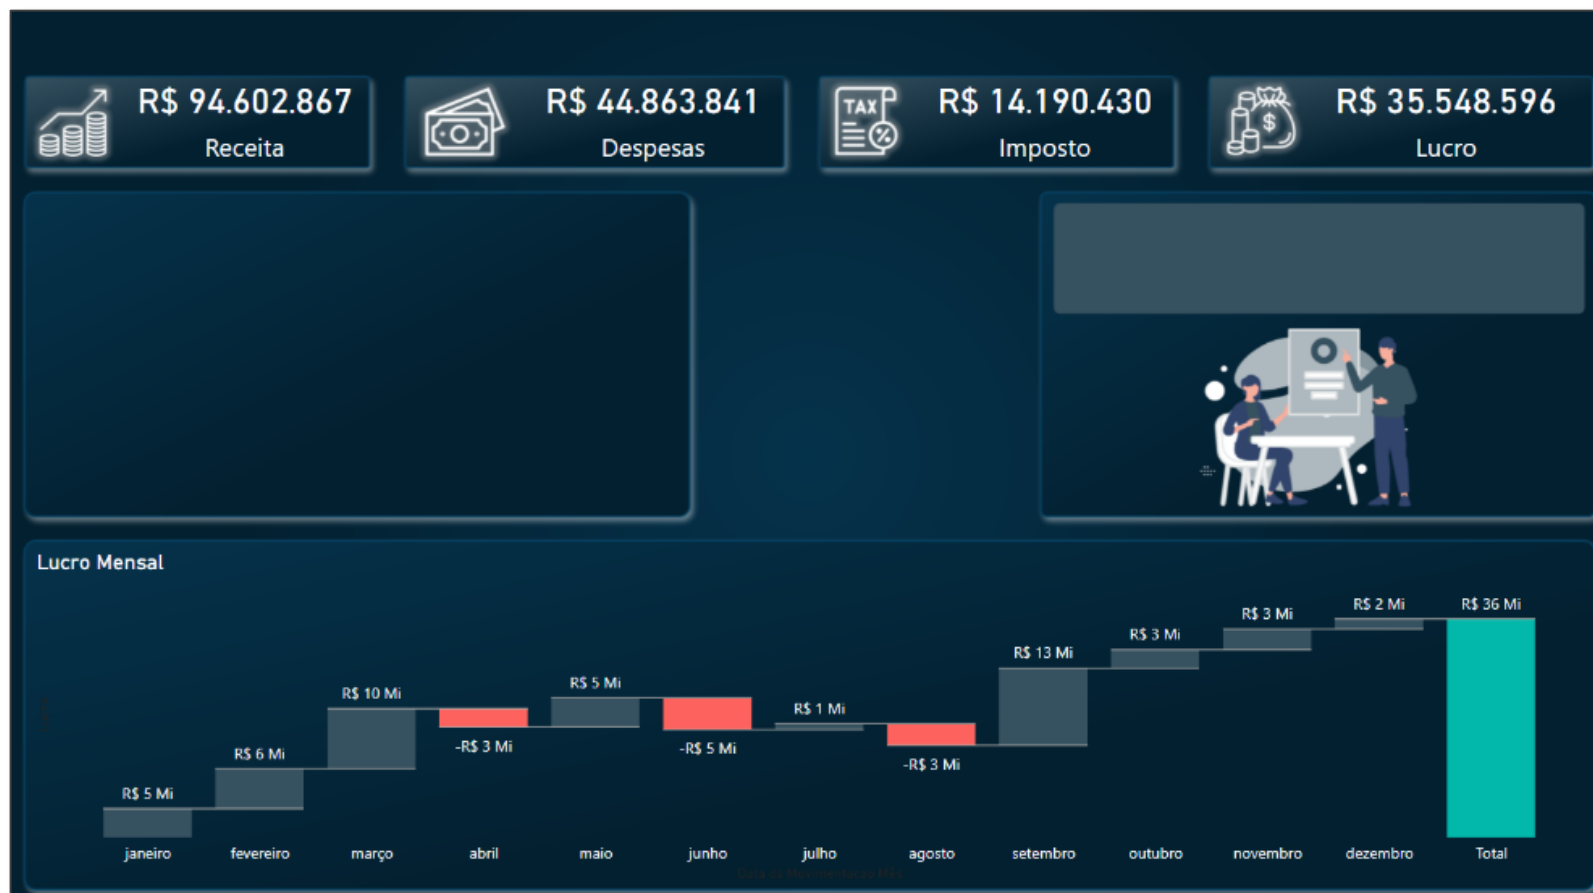 R$ 94.602.867
Receita
R$ 44.863.841
Despesas
TAX
%
R$ 14.190.430
Imposto
$
R$ 35.548.596
Lucro
Lucro Mensal
R$ 5 Mi
R$ 6 Mi
R$ 10 Mi
-R$ 3 Mi
R$ 5 Mi
-R$ 5 Mi
R$ 1 Mi
-R$ 3 Mi
R$ 13 Mi
R$ 3 Mi
R$ 3 Mi
R$ 2 Mi
R$ 36 Mi
janeiro fevereiro março abril maio junho julho agosto setembro outubro novembro dezembro Total